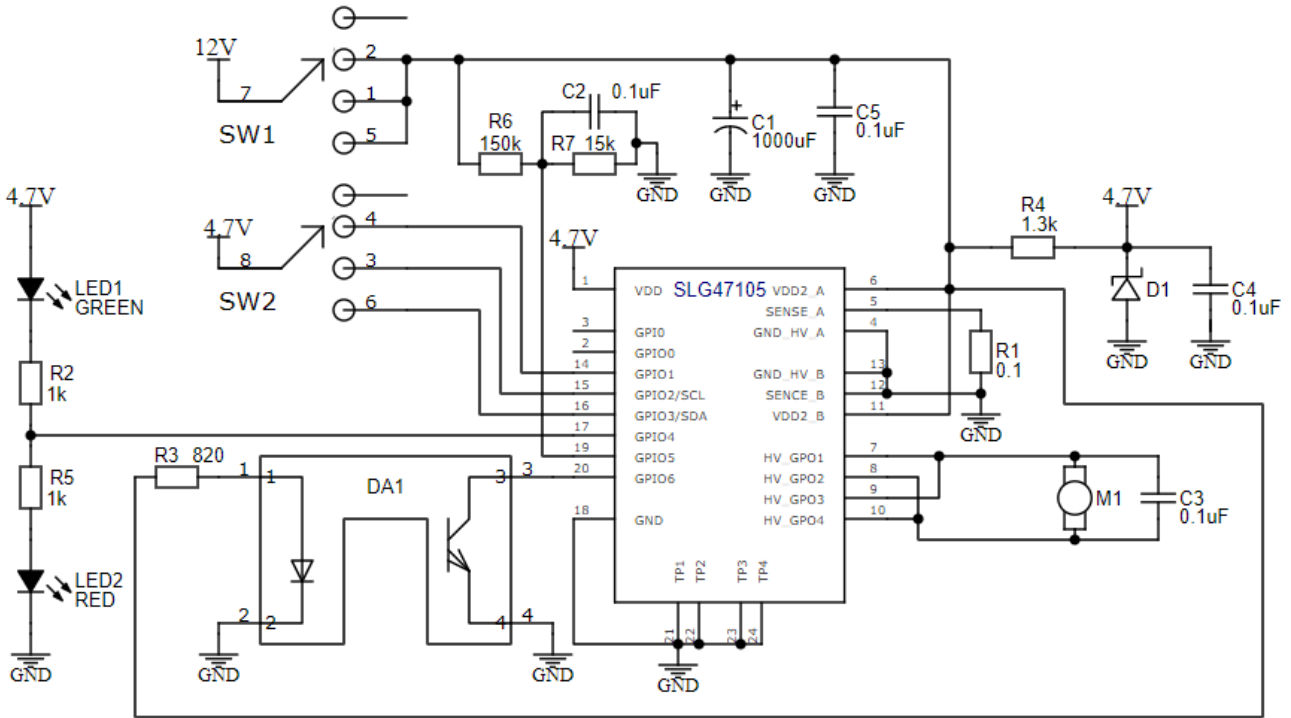 12V
7
SW1
2
1
5
C2 0.1uF
R6
150k
R7 15k
GND
C1
1000uF
GND
C5
0.1uF
GND
4.7V
4.7V
8
SW2
4
3
6
4.7V
R4
1.3k
4.7V
D1
GND
C4
0.1uF
GND
LED1
GREEN
R2
1k
R5
1k
LED2
RED
GND
SLG47105
1 VDD
3 GPI0
2 GPIO0
14 GPIO1
15 GPIO2/SCL
16 GPIO3/SDA
17 GPIO4
19 GPIO5
20 GPIO6
18 GND
VDD2_A 6
SENSE_A 5
GND_HV_A 4
GND_HV_B 13
SENCE_B 12
VDD2_B 11
HV_GPO1 7
HV_GPO2 8
HV_GPO3 9
HV_GPO4 10
TP1 TP2 TP3 TP4
21 22 23 24
GND
R1
0.1
GND
M1
C3
0.1uF
R3 820
1 1
DA1
3 3
2 2
4 4
GND
GND